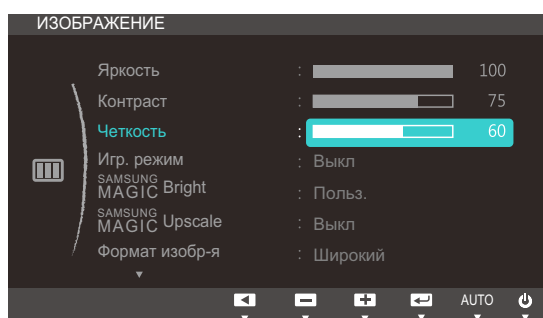 ИЗОБРАЖЕНИЕ
Яркость : 100
Контраст : 75
Четкость : 60
Игр. режим : Выкл
SAMSUNG MAGIC Bright : Польз.
SAMSUNG MAGIC Upscale : Выкл
Формат изобр-я : Широкий
AUTO